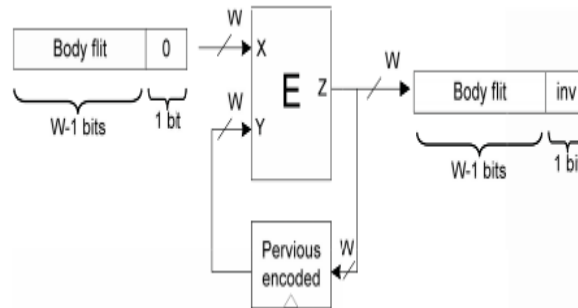 W
W
Body flit 0
X
E
Z
Body flit inv
W
W-1 bits
1 bit
Y
W-1 bits
1 bi
Pervious
encoded
W